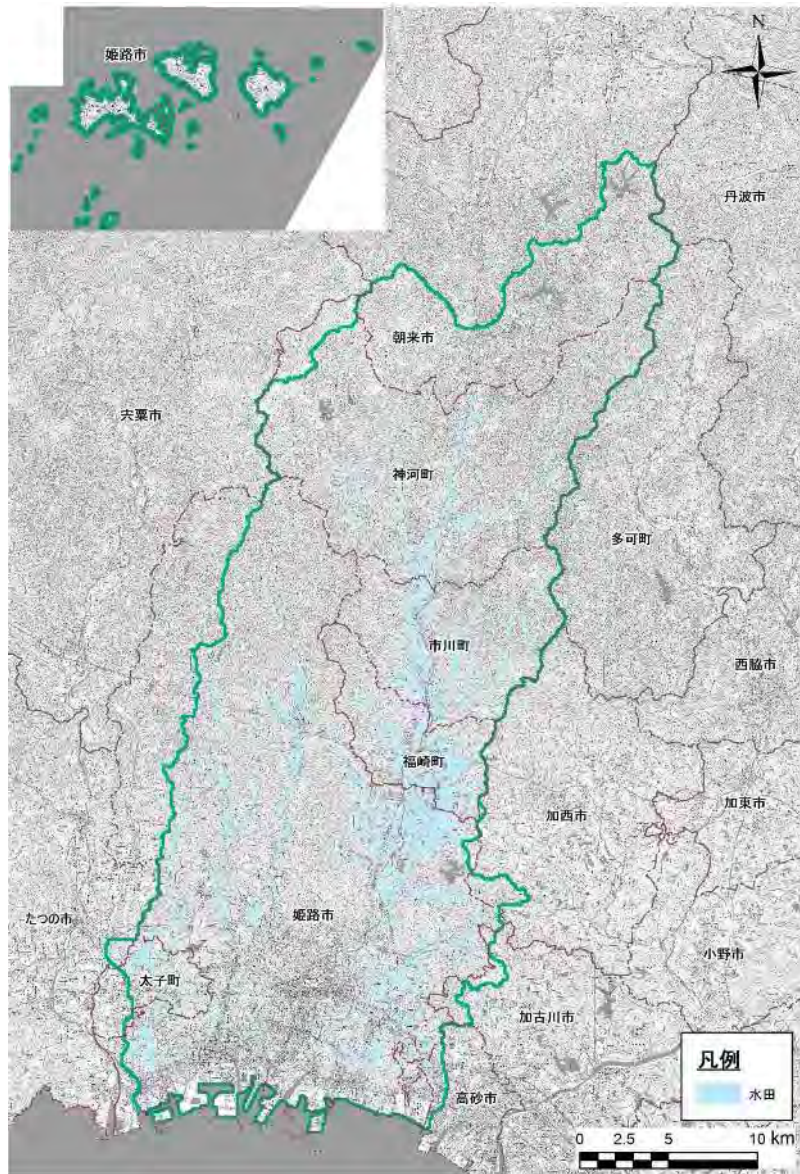 姫路市
N
丹波市
朝来市
宍粟市
神河町
多可町
市川町
西脇市
福崎町
加西市
加東市
たつの市
姫路市
小野市
太子町
加古川市
高砂市
凡例
水田
0 2.5 5 10 km